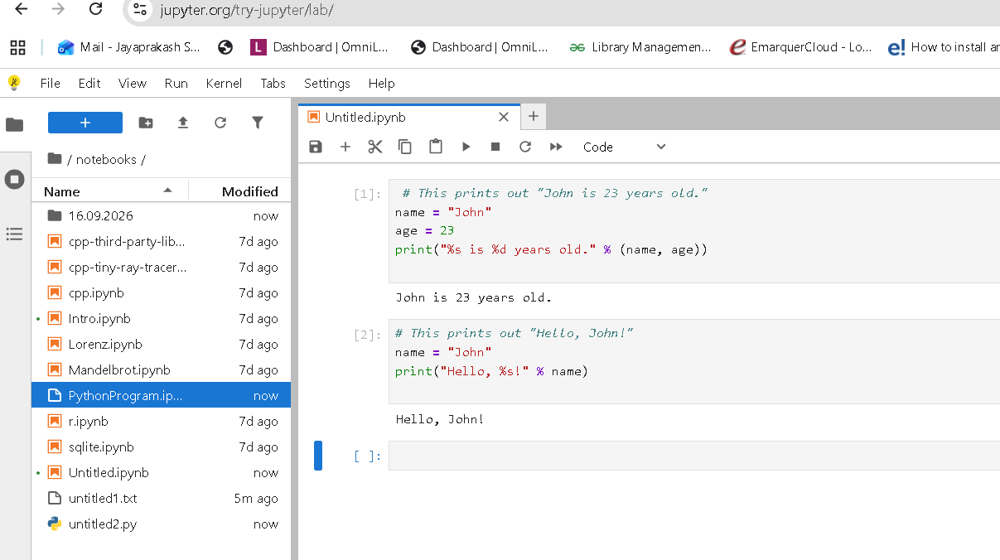 jupyter.org/try-jupyter/lab/
Mail - Jayaprakash S...
L Dashboard | OmniL...
Dashboard | OmniL...
Library Managemen...
EmarquerCloud - Lo...
e! How to install an
File Edit View Run Kernel Tabs Settings Help
Untitled.ipynb
Code
/ notebooks /
Name Modified
16.09.2026 now
cpp-third-party-lib... 7d ago
cpp-tiny-ray-tracer... 7d ago
cpp.ipynb 7d ago
Intro.ipynb 7d ago
Lorenz.ipynb 7d ago
Mandelbrot.ipynb 7d ago
PythonProgram.ip... now
r.ipynb 7d ago
sqlite.ipynb 7d ago
Untitled.ipynb now
untitled1.txt 5m ago
untitled2.py now
[1]: # This prints out "John is 23 years old."
name = "John"
age = 23
print("%s is %d years old." % (name, age))
John is 23 years old.
[2]: # This prints out "Hello, John!"
name = "John"
print("Hello, %s!" % name)
Hello, John!
[ ]: